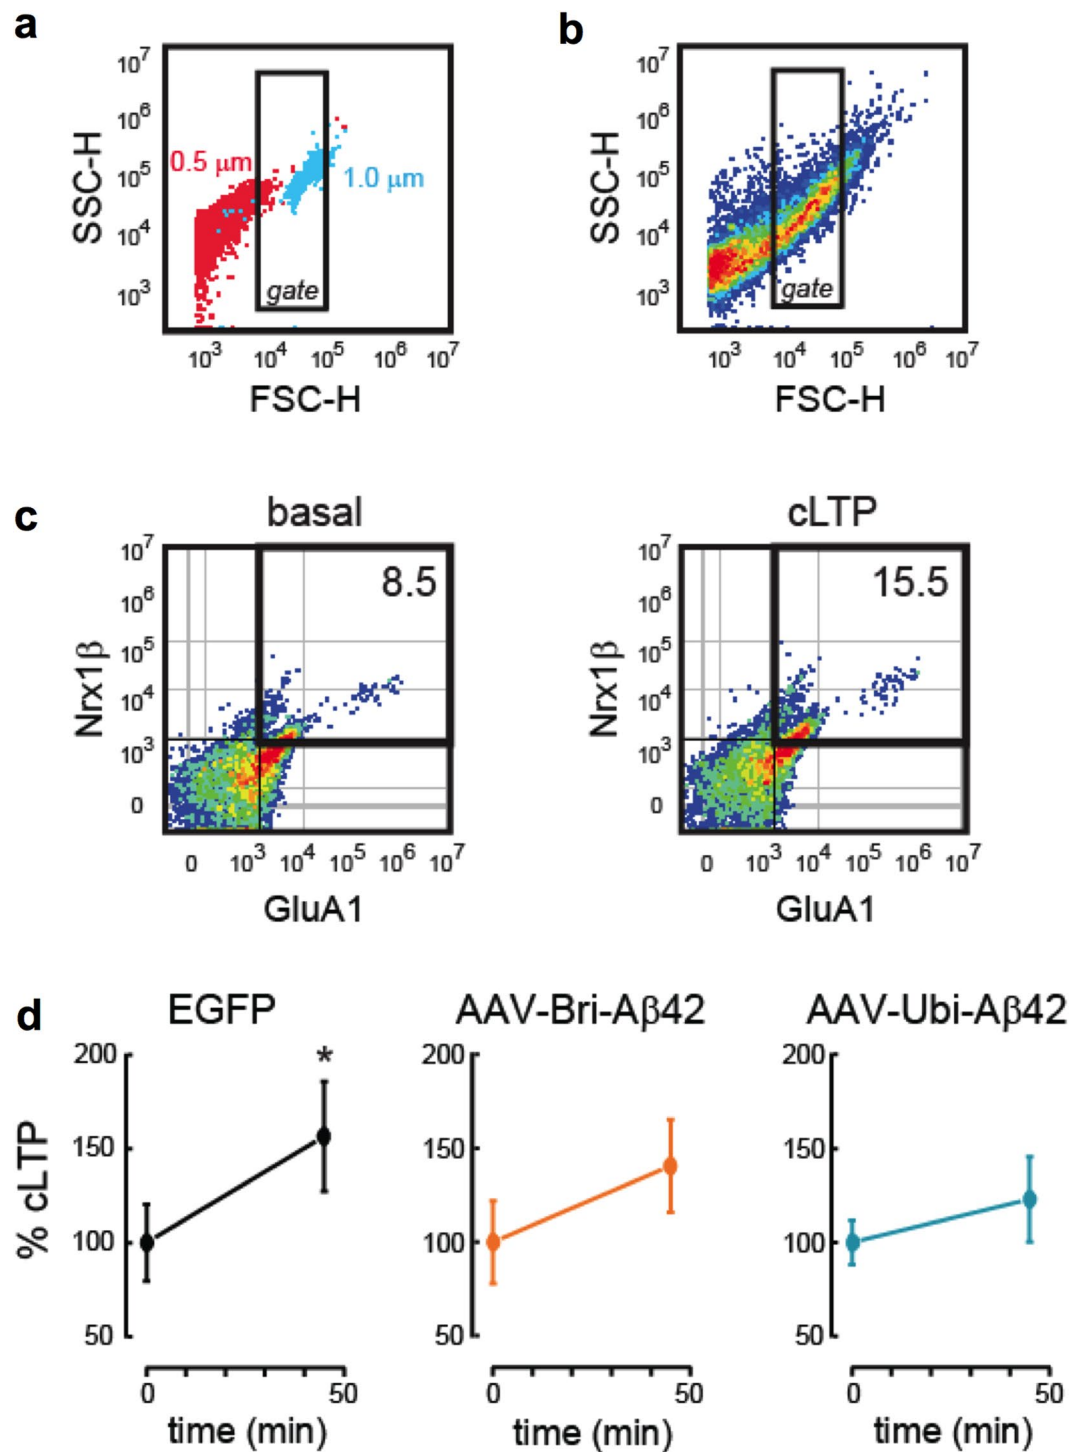 a
10⁷
10⁶
10⁵
10⁴
10³
SSC-H
0.5 μm
1.0 μm
gate
10³ 10⁴ 10⁵ 10⁶ 10⁷
FSC-H
b
10⁷
10⁶
10⁵
10⁴
10³
SSC-H
gate
10³ 10⁴ 10⁵ 10⁶ 10⁷
FSC-H
c
basal
10⁷
10⁶
10⁵
10⁴
10³
0
Nrx1β
8.5
0 10³ 10⁴ 10⁵ 10⁶ 10⁷
GluA1
cLTP
10⁷
10⁶
10⁵
10⁴
10³
0
Nrx1β
15.5
0 10³ 10⁴ 10⁵ 10⁶ 10⁷
GluA1
d
EGFP
200
150
100
50
% cLTP
*
0 50
time (min)
AAV-Bri-Aβ42
200
150
100
50
0 50
time (min)
AAV-Ubi-Aβ42
200
150
100
50
0 50
time (min)